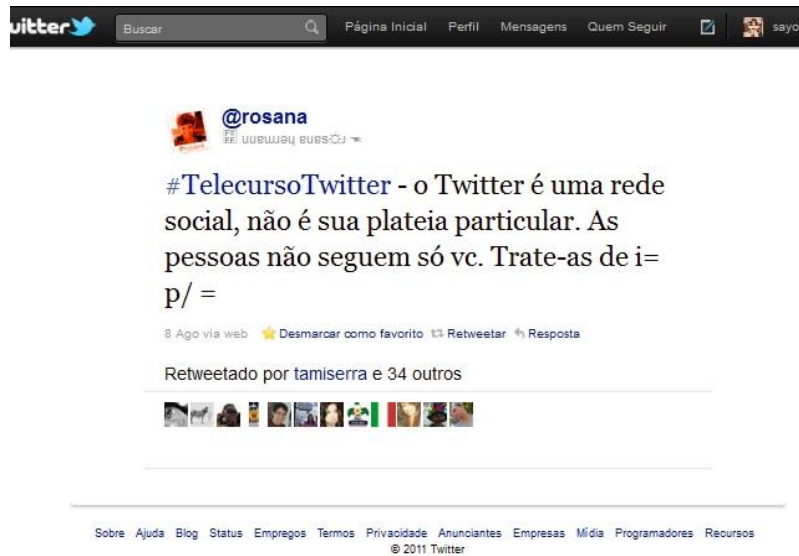 uitter
Buscar Página Inicial Perfil Mensagens Quem Seguir sayo
@rosana
#TelecursoTwitter - o Twitter é uma rede
social, não é sua plateia particular. As
pessoas não seguem só vc. Trate-as de i=
p/ =
8 Ago via web Desmarcar como favorito Retweetar Resposta
Retweetado por tamiserra e 34 outros
Sobre Ajuda Blog Status Empregos Termos Privacidade Anunciantes Empresas Mídia Programadores Recursos
© 2011 Twitter